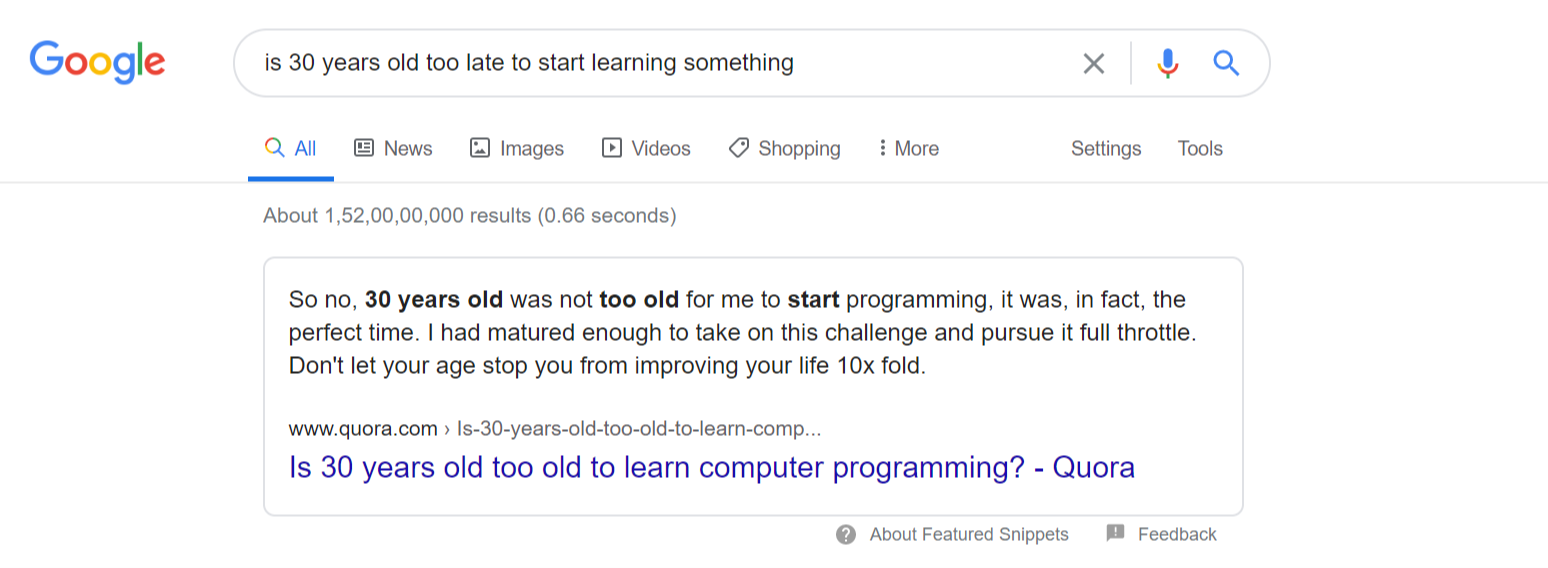 Google
is 30 years old too late to start learning something
All News Images Videos Shopping More Settings Tools
About 1,52,00,00,000 results (0.66 seconds)
So no, 30 years old was not too old for me to start programming, it was, in fact, the
perfect time. I had matured enough to take on this challenge and pursue it full throttle.
Don't let your age stop you from improving your life 10x fold.
www.quora.com › Is-30-years-old-too-old-to-learn-comp...
Is 30 years old too old to learn computer programming? - Quora
About Featured Snippets Feedback